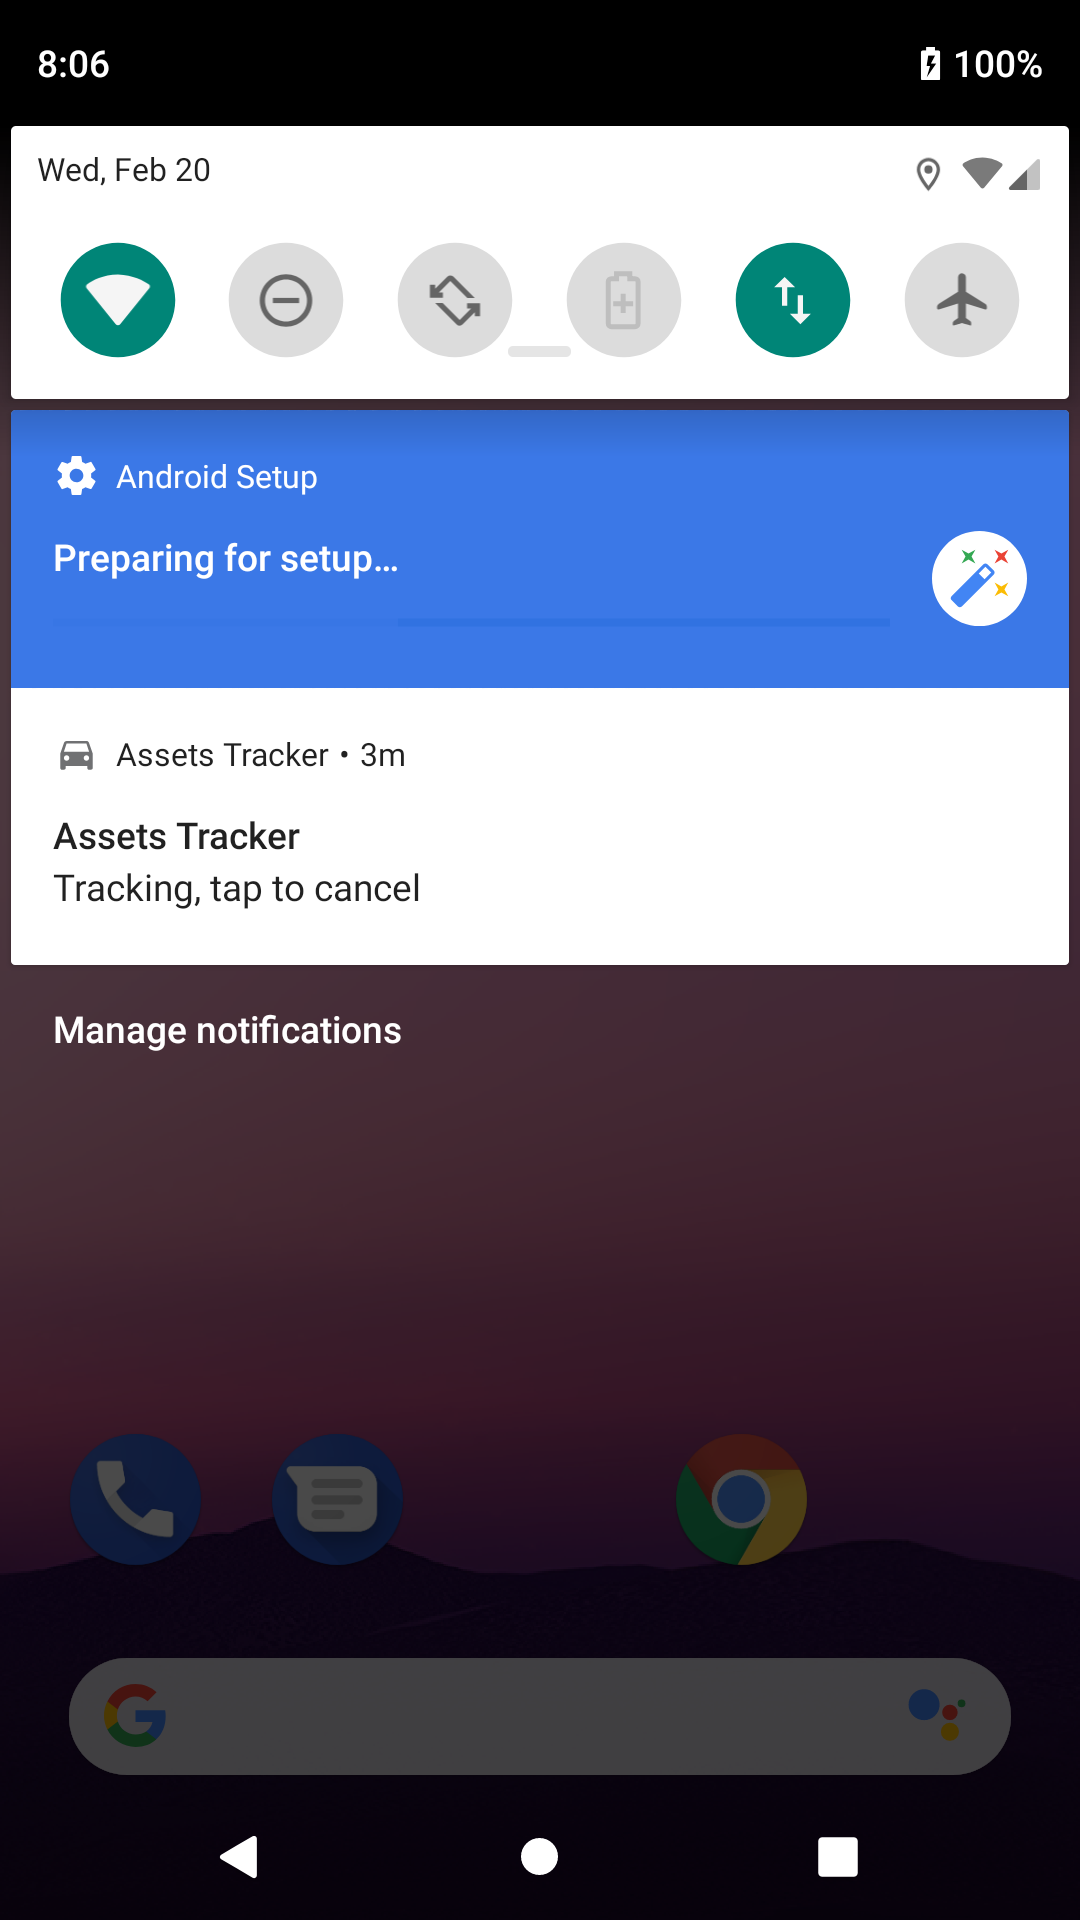 8:06 100%
Wed, Feb 20
Android Setup
Preparing for setup…
Assets Tracker • 3m
Assets Tracker
Tracking, tap to cancel
Manage notifications